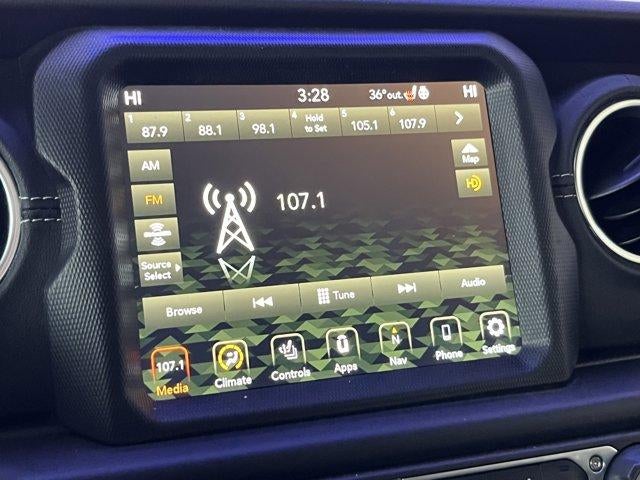 HI 3:28 36°out. HI
1 87.9 2 88.1 3 98.1 4 Hold to Set 5 105.1 6 107.9
AM
Map
FM
HD
107.1
Source
Select
Browse Tune Audio
107.1 N
Media Climate Controls Apps Nav Phone Settings